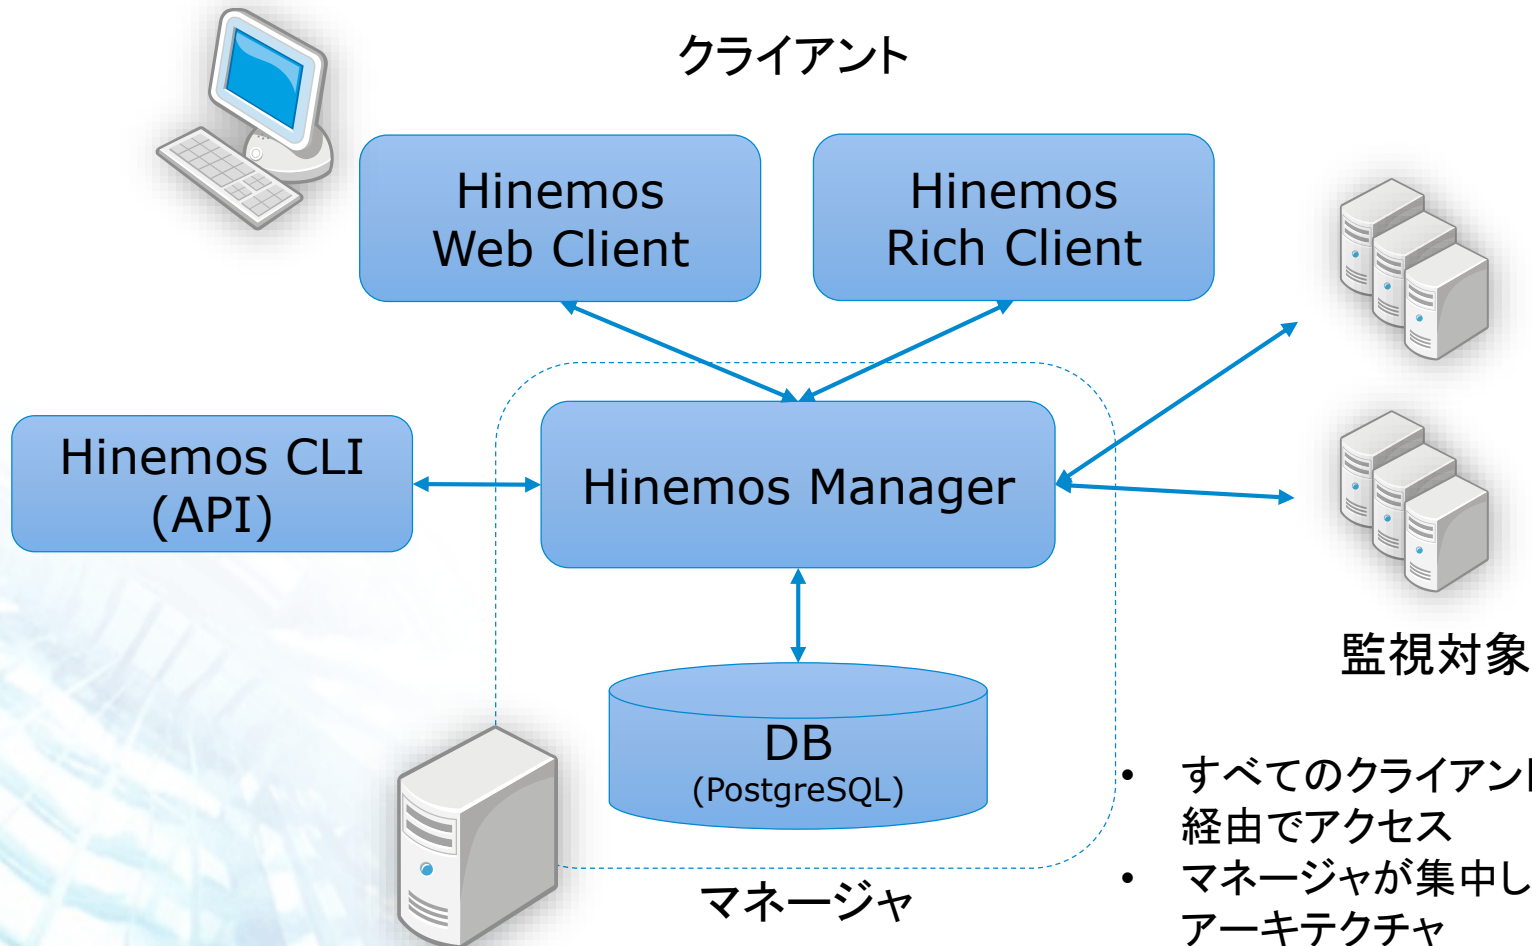 クライアント
Hinemos
Web Client
Hinemos
Rich Client
Hinemos CLI
(API)
Hinemos Manager
監視対象
DB
(PostgreSQL)
マネージャ
• すべてのクライアン
経由でアクセス
• マネージャが集中し
アーキテクチャ